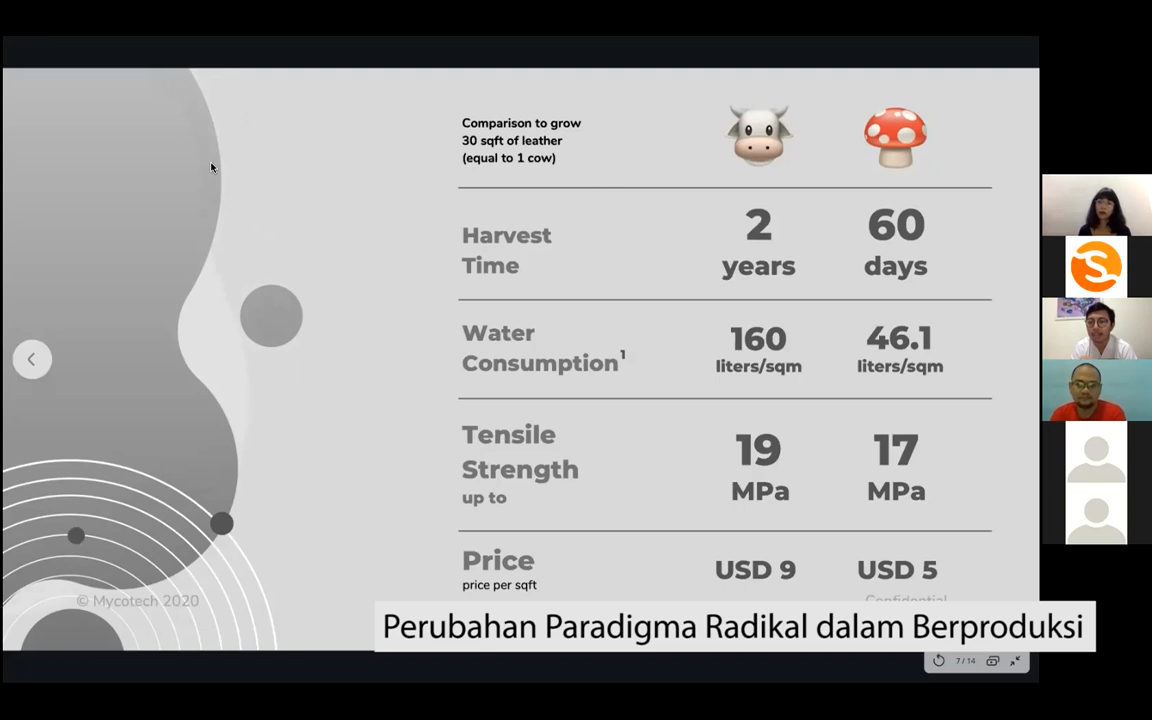 Comparison to grow
30 sqft of leather
(equal to 1 cow)
Harvest
Time
2
years
60
days
Water
Consumption¹
160
liters/sqm
46.1
liters/sqm
Tensile
Strength
up to
19
MPa
17
MPa
Price
price per sqft
USD 9
USD 5
© Mycotech 2020
Confidential
Perubahan Paradigma Radikal dalam Berproduksi
7 / 14
S